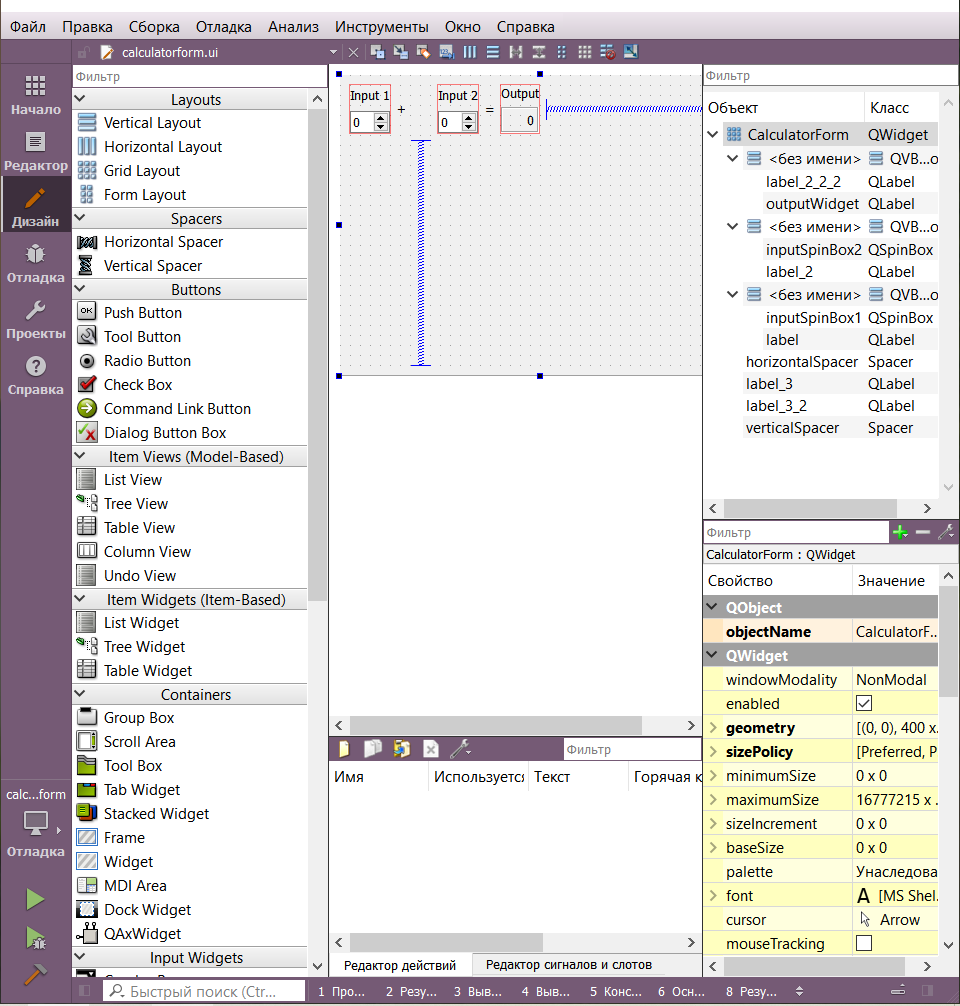 Файл Правка Сборка Отладка Анализ Инструменты Окно Справка
calculatorform.ui
Начало
Редактор
Дизайн
Отладка
Проекты
Справка
calc...form
Отладка
Фильтр
Layouts
Vertical Layout
Horizontal Layout
Grid Layout
Form Layout
Spacers
Horizontal Spacer
Vertical Spacer
Buttons
OK Push Button
Tool Button
Radio Button
Check Box
Command Link Button
Dialog Button Box
Item Views (Model-Based)
List View
Tree View
Table View
Column View
Undo View
Item Widgets (Item-Based)
List Widget
Tree Widget
Table Widget
Containers
Group Box
Scroll Area
Tool Box
Tab Widget
Stacked Widget
Frame
Widget
MDI Area
Dock Widget
QAxWidget
Input Widgets
Input 1 Input 2 Output
0 + 0 = 0
Фильтр
Имя Используется Текст Горячая к
Редактор действий Редактор сигналов и слотов
Фильтр
Объект Класс
CalculatorForm QWidget
<без имени> QVB...o
label_2_2_2 QLabel
outputWidget QLabel
<без имени> QVB...o
inputSpinBox2 QSpinBox
label_2 QLabel
<без имени> QVB...o
inputSpinBox1 QSpinBox
label QLabel
horizontalSpacer Spacer
label_3 QLabel
label_3_2 QLabel
verticalSpacer Spacer
Фильтр
CalculatorForm : QWidget
Свойство Значение
QObject
objectName CalculatorF...
QWidget
windowModality NonModal
enabled
geometry [(0, 0), 400 x.
sizePolicy [Preferred, P
minimumSize 0 x 0
maximumSize 16777215 x .
sizeIncrement 0 x 0
baseSize 0 x 0
palette Унаследова
font A [MS Shel.
cursor Arrow
mouseTracking
Быстрый поиск (Ctr... 1 Про... 2 Резу... 3 Выв... 4 Выв... 5 Конс... 6 Осн... 8 Резу...